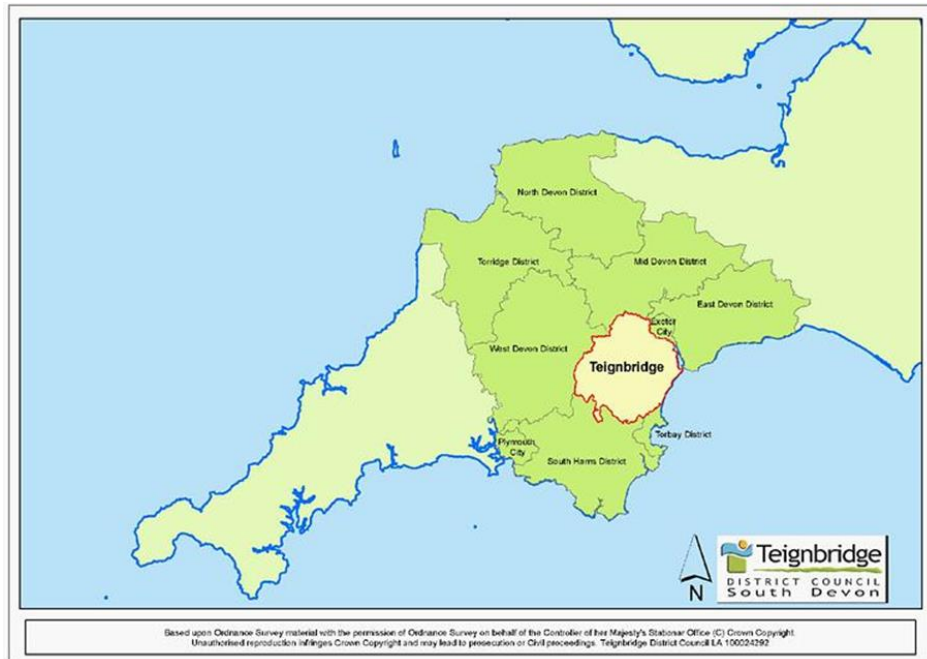 North Devon District
Torridge District
Mid Devon District
East Devon District
Exeter
City
West Devon District
Teignbridge
Torbay District
Plymouth
City
South Hams District
N
Teignbridge
DISTRICT COUNCIL
South Devon
Based upon Ordnance Survey material with the permission of Ordnance Survey on behalf of the Controller of her Majesty's Stationar Office (C) Crown Copyright.
Unauthorised reproduction infringes Crown Copyright and may lead to prosecution or Civil proceedings. Teignbridge District Council LA 100024292